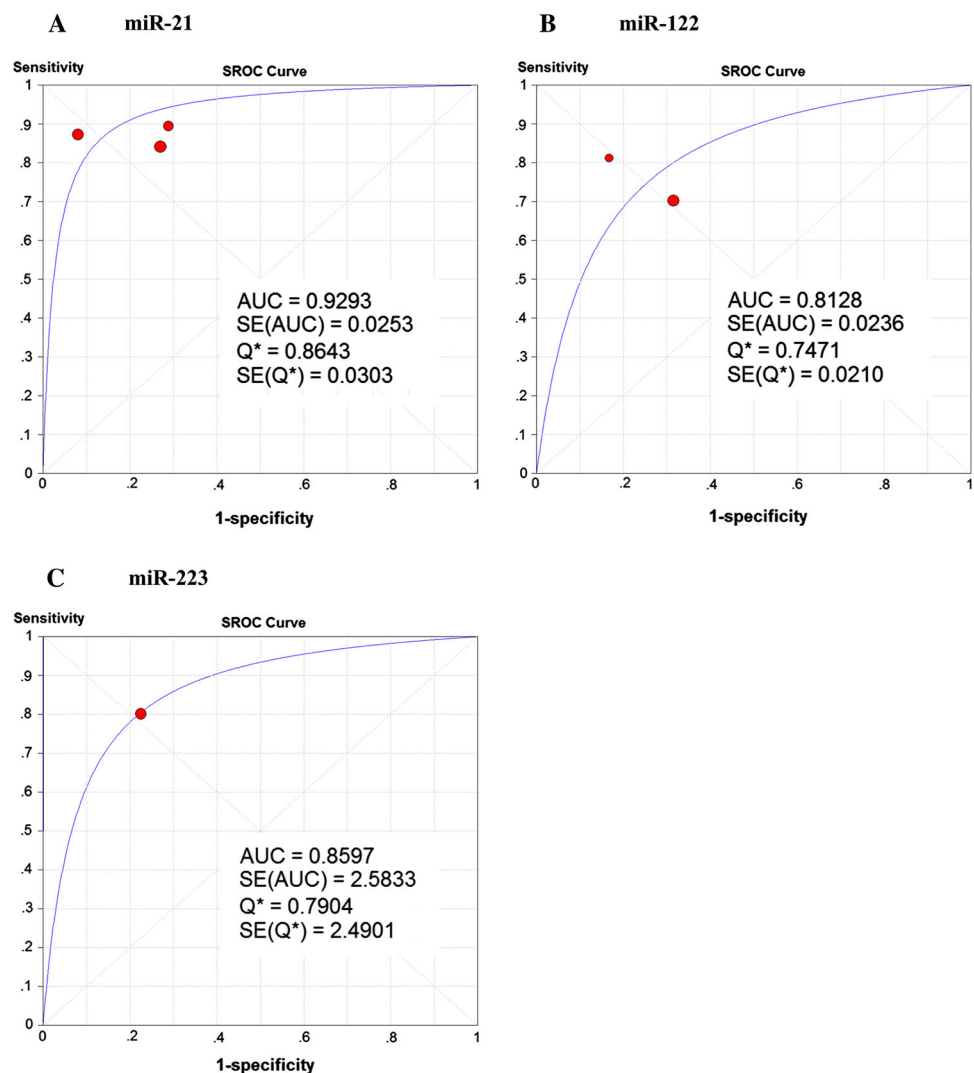 A miR-21
Sensitivity SROC Curve
1
.9
.8
.7
.6
.5
.4
.3
.2
.1
0
AUC = 0.9293
SE(AUC) = 0.0253
Q* = 0.8643
SE(Q*) = 0.0303
0 .2 .4 .6 .8 1
1-specificity
B miR-122
Sensitivity SROC Curve
1
.9
.8
.7
.6
.5
.4
.3
.2
.1
0
AUC = 0.8128
SE(AUC) = 0.0236
Q* = 0.7471
SE(Q*) = 0.0210
0 .2 .4 .6 .8 1
1-specificity
C miR-223
Sensitivity SROC Curve
1
.9
.8
.7
.6
.5
.4
.3
.2
.1
0
AUC = 0.8597
SE(AUC) = 2.5833
Q* = 0.7904
SE(Q*) = 2.4901
0 .2 .4 .6 .8 1
1-specificity